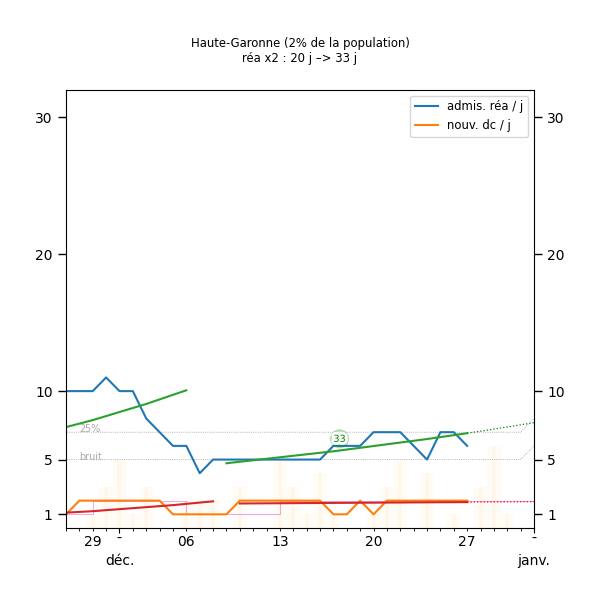 Haute-Garonne (2% de la population)
réa x2 : 20 j –> 33 j
admis. réa / j
nouv. dc / j
30
30
20
20
10
10
25%
33
bruit
5
5
1
1
29 - 06 13 20 27 -
déc.
janv.